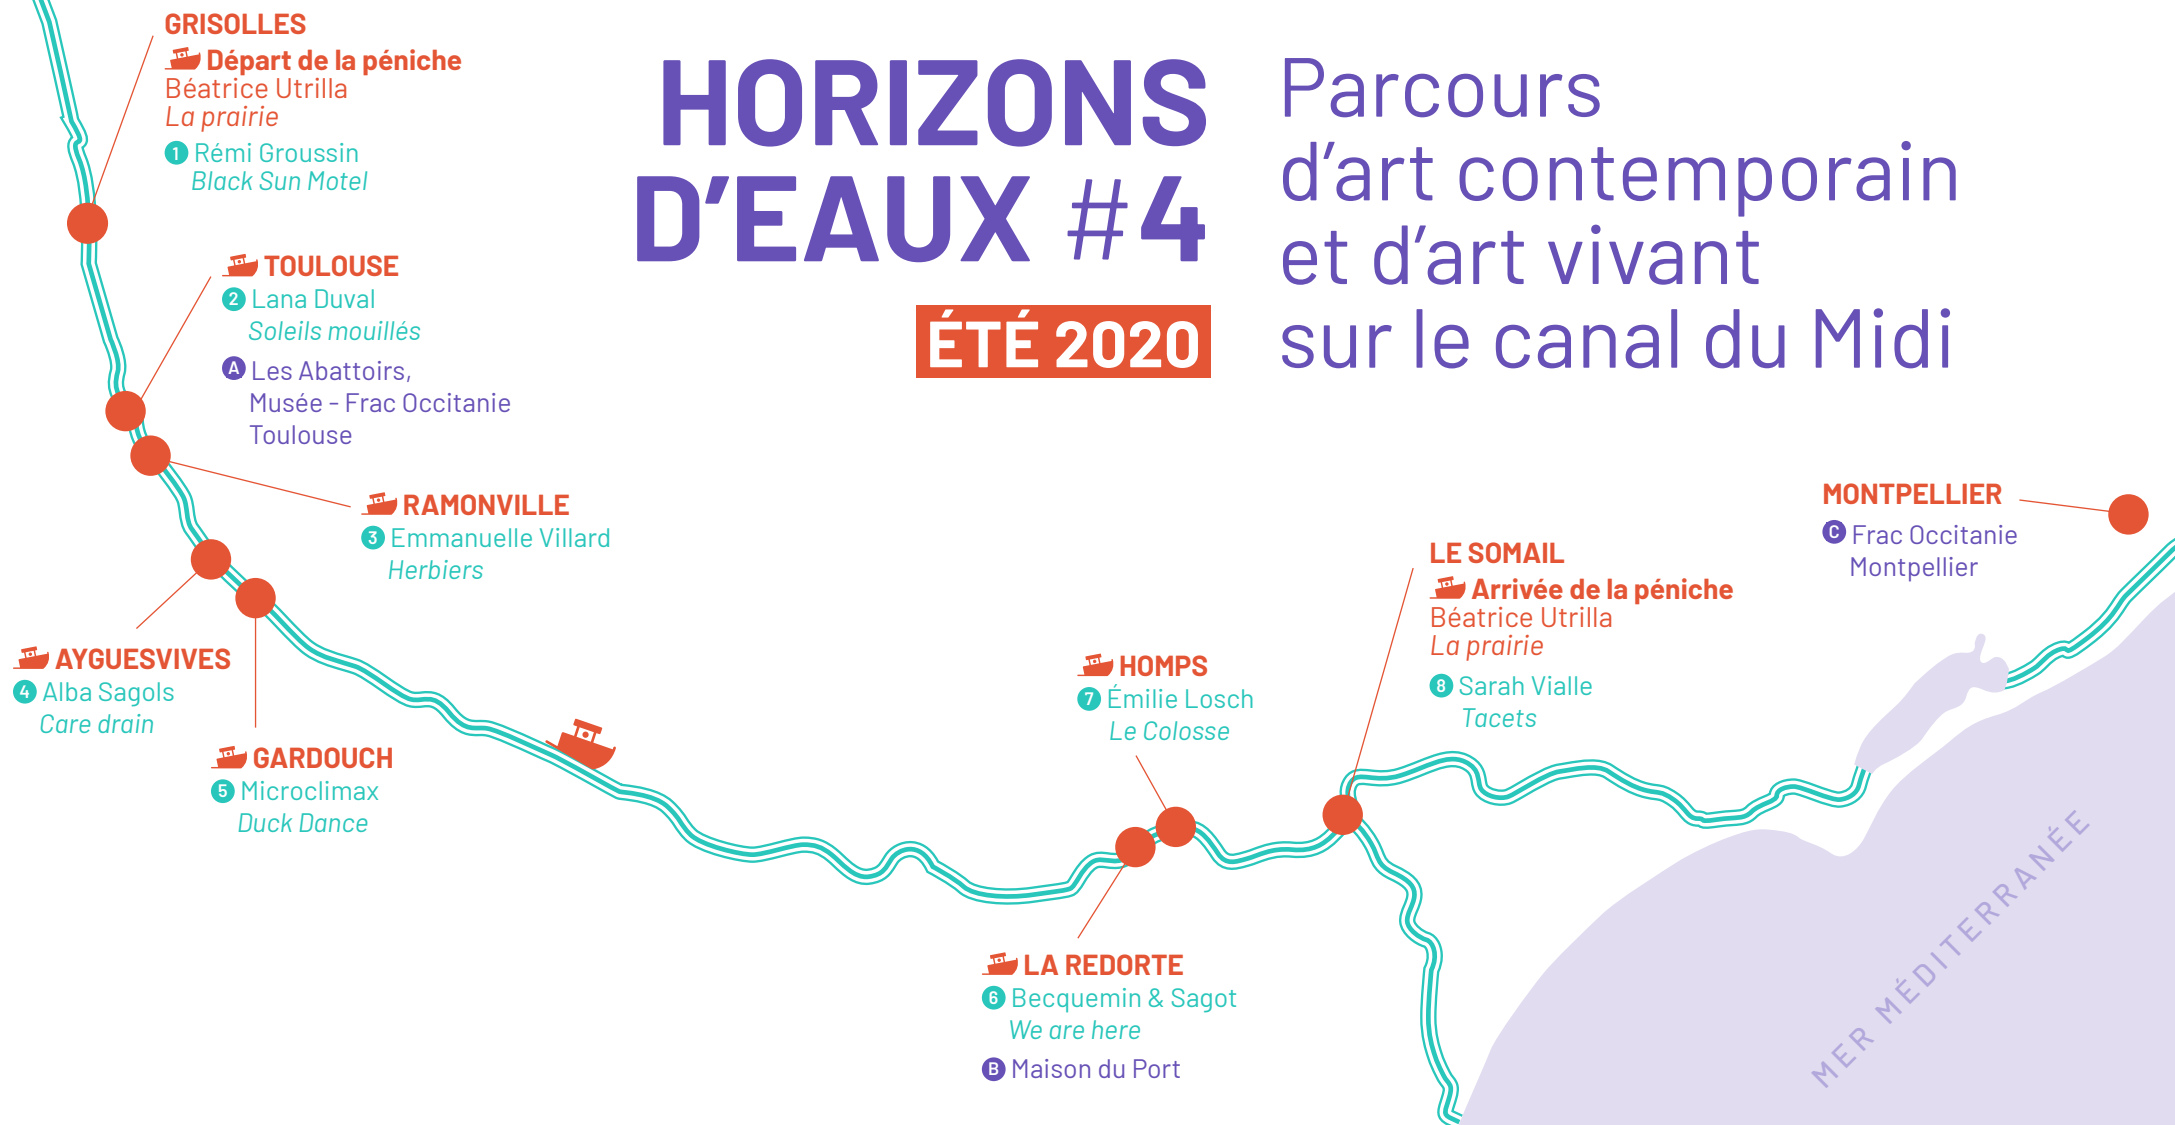 GRISOLLES
Départ de la péniche
Béatrice Utrilla
La prairie
1 Rémi Groussin
Black Sun Motel
HORIZONS
D’EAUX #4
ÉTÉ 2020
Parcours
d’art contemporain
et d’art vivant
sur le canal du Midi
TOULOUSE
2 Lana Duval
Soleils mouillés
A Les Abattoirs,
Musée - Frac Occitanie
Toulouse
RAMONVILLE
3 Emmanuelle Villard
Herbiers
AYGUESVIVES
4 Alba Sagols
Care drain
GARDOUCH
5 Microclimax
Duck Dance
LA REDORTE
6 Becquemin & Sagot
We are here
B Maison du Port
HOMPS
7 Émilie Losch
Le Colosse
LE SOMAIL
Arrivée de la péniche
Béatrice Utrilla
La prairie
8 Sarah Vialle
Tacets
MONTPELLIER
C Frac Occitanie
Montpellier
MER MÉDITERRANÉE